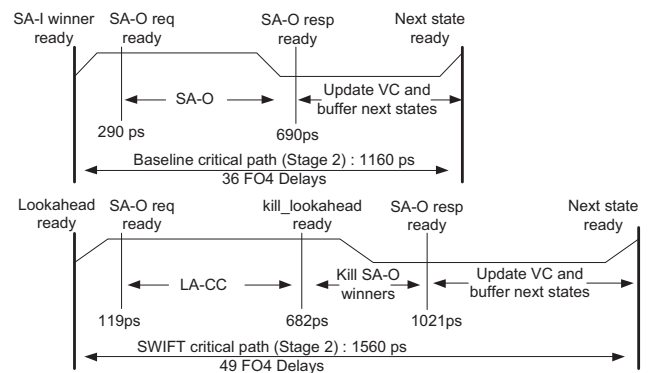 SA-I winner ready
SA-O req ready
SA-O resp ready
Next state ready
SA-O
Update VC and buffer next states
290 ps
690ps
Baseline critical path (Stage 2) : 1160 ps
36 FO4 Delays
Lookahead ready
SA-O req ready
kill_lookahead ready
SA-O resp ready
Next state ready
LA-CC
Kill SA-O winners
Update VC and buffer next states
119ps
682ps
1021ps
SWIFT critical path (Stage 2) : 1560 ps
49 FO4 Delays